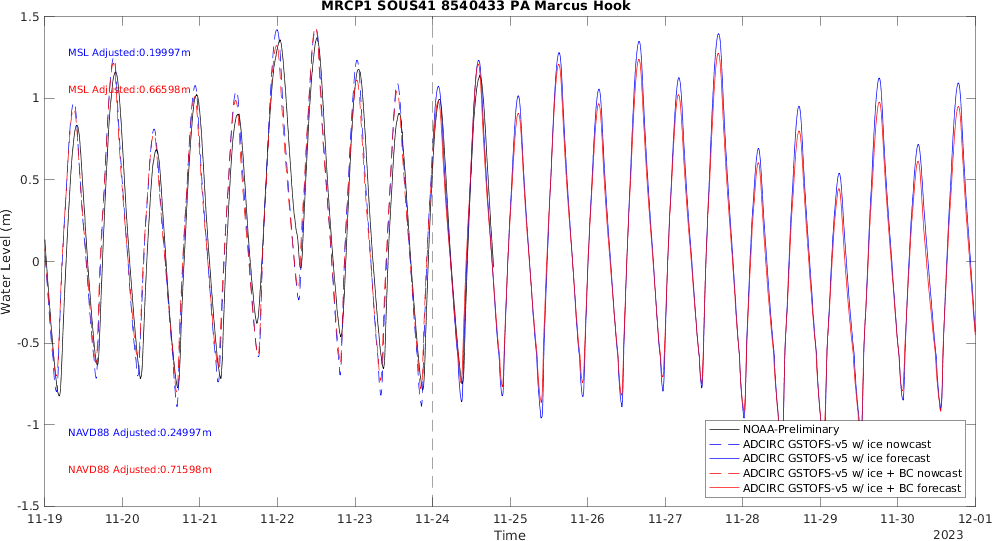 MRCP1 SOUS41 8540433 PA Marcus Hook
1.5
1
0.5
0
-0.5
-1
-1.5
Water Level (m)
MSL Adjusted:0.19997m
MSL Adjusted:0.66598m
NAVD88 Adjusted:0.24997m
NAVD88 Adjusted:0.71598m
NOAA-Preliminary
ADCIRC GSTOFS-v5 w/ ice nowcast
ADCIRC GSTOFS-v5 w/ ice forecast
ADCIRC GSTOFS-v5 w/ ice + BC nowcast
ADCIRC GSTOFS-v5 w/ ice + BC forecast
11-19 11-20 11-21 11-22 11-23 11-24 11-25 11-26 11-27 11-28 11-29 11-30 12-01
Time
2023